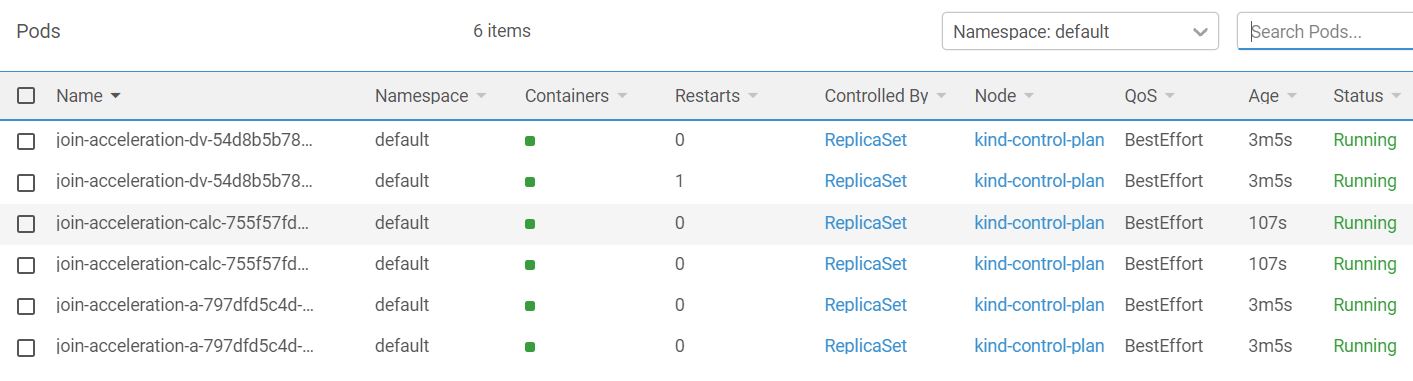 Pods 6 items Namespace: default Search Pods...
Name Namespace Containers Restarts Controlled By Node QoS Age Status
join-acceleration-dv-54d8b5b78... default 0 ReplicaSet kind-control-plan BestEffort 3m5s Running
join-acceleration-dv-54d8b5b78... default 1 ReplicaSet kind-control-plan BestEffort 3m5s Running
join-acceleration-calc-755f57fd... default 0 ReplicaSet kind-control-plan BestEffort 107s Running
join-acceleration-calc-755f57fd... default 0 ReplicaSet kind-control-plan BestEffort 107s Running
join-acceleration-a-797dfd5c4d-... default 0 ReplicaSet kind-control-plan BestEffort 3m5s Running
join-acceleration-a-797dfd5c4d-... default 0 ReplicaSet kind-control-plan BestEffort 3m5s Running